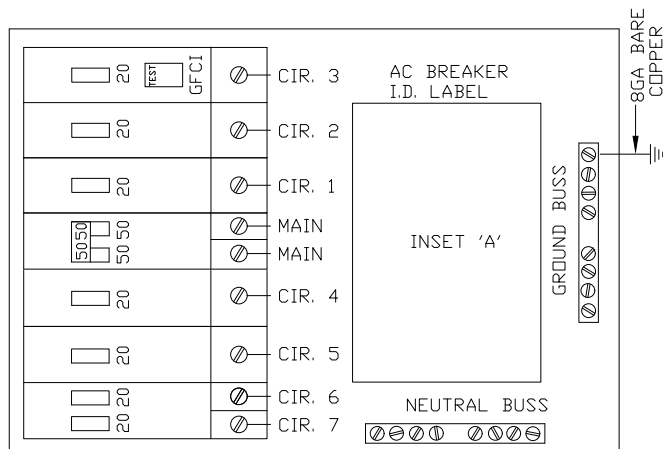 20 TEST GFCI CIR. 3
20 CIR. 2
20 CIR. 1
5050 50 MAIN
50 MAIN
20 CIR. 4
20 CIR. 5
20 CIR. 6
20 CIR. 7
AC BREAKER
I.D. LABEL
INSET 'A'
GROUND BUSS
NEUTRAL BUSS
8GA BARE
COPPER